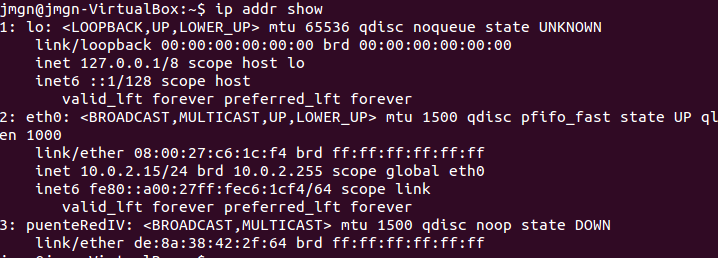 jmgn@jmgn-VirtualBox:~$ ip addr show
1: lo: <LOOPBACK,UP,LOWER_UP> mtu 65536 qdisc noqueue state UNKNOWN
    link/loopback 00:00:00:00:00:00 brd 00:00:00:00:00:00
    inet 127.0.0.1/8 scope host lo
    inet6 ::1/128 scope host
       valid_lft forever preferred_lft forever
2: eth0: <BROADCAST,MULTICAST,UP,LOWER_UP> mtu 1500 qdisc pfifo_fast state UP ql
en 1000
    link/ether 08:00:27:c6:1c:f4 brd ff:ff:ff:ff:ff:ff
    inet 10.0.2.15/24 brd 10.0.2.255 scope global eth0
    inet6 fe80::a00:27ff:fec6:1cf4/64 scope link
       valid_lft forever preferred_lft forever
3: puenteRedIV: <BROADCAST,MULTICAST> mtu 1500 qdisc noop state DOWN
    link/ether de:8a:38:42:2f:64 brd ff:ff:ff:ff:ff:ff
jmgn@jmgn-VirtualBox:~$